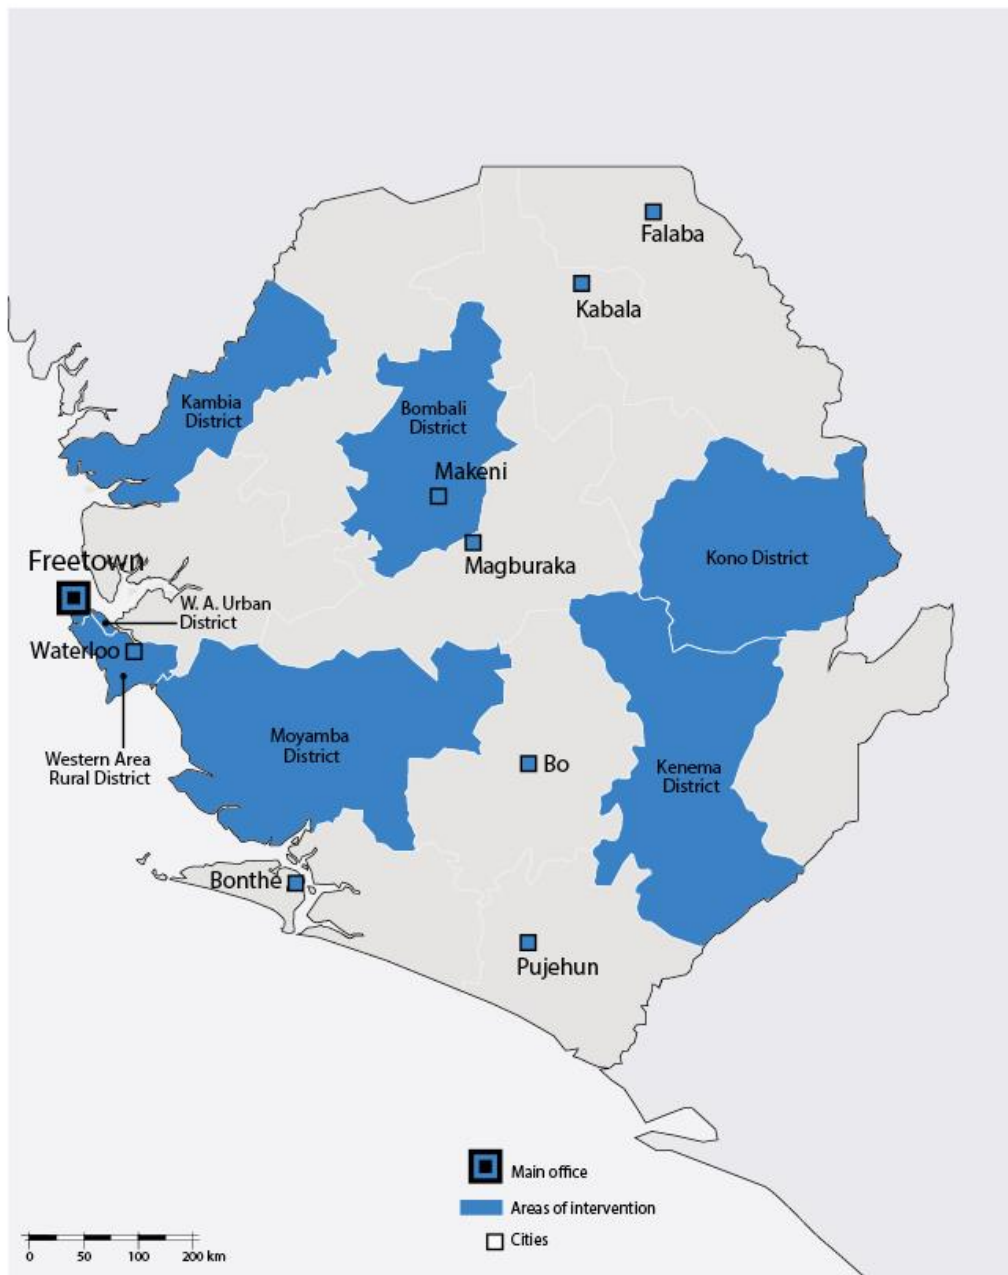 Falaba
Kabala
Kambia
District
Bombali
District
Makeni
Magburaka
Kono District
Freetown
W. A. Urban
District
Waterloo
Western Area
Rural District
Moyamba
District
Bo
Kenema
District
Bonthe
Pujehun
Main office
Areas of intervention
Cities
0 50 100 200 km